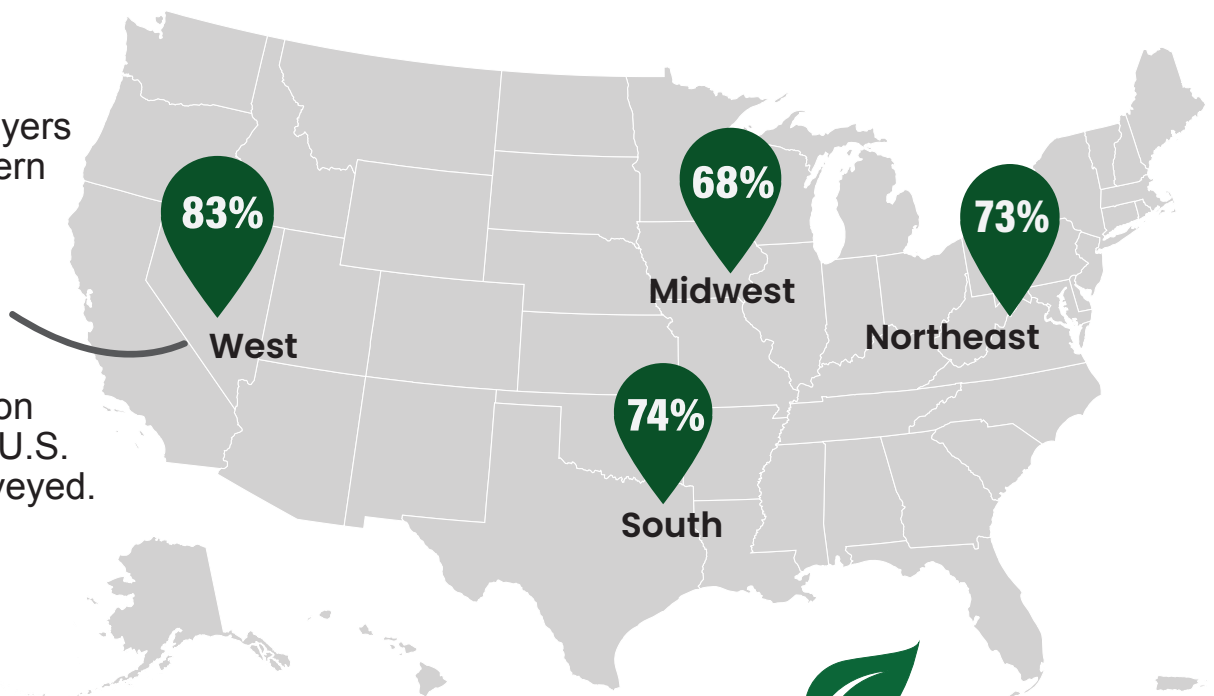 yers
ern
83%
West
68%
Midwest
73%
Northeast
74%
South
on
U.S.
veyed.